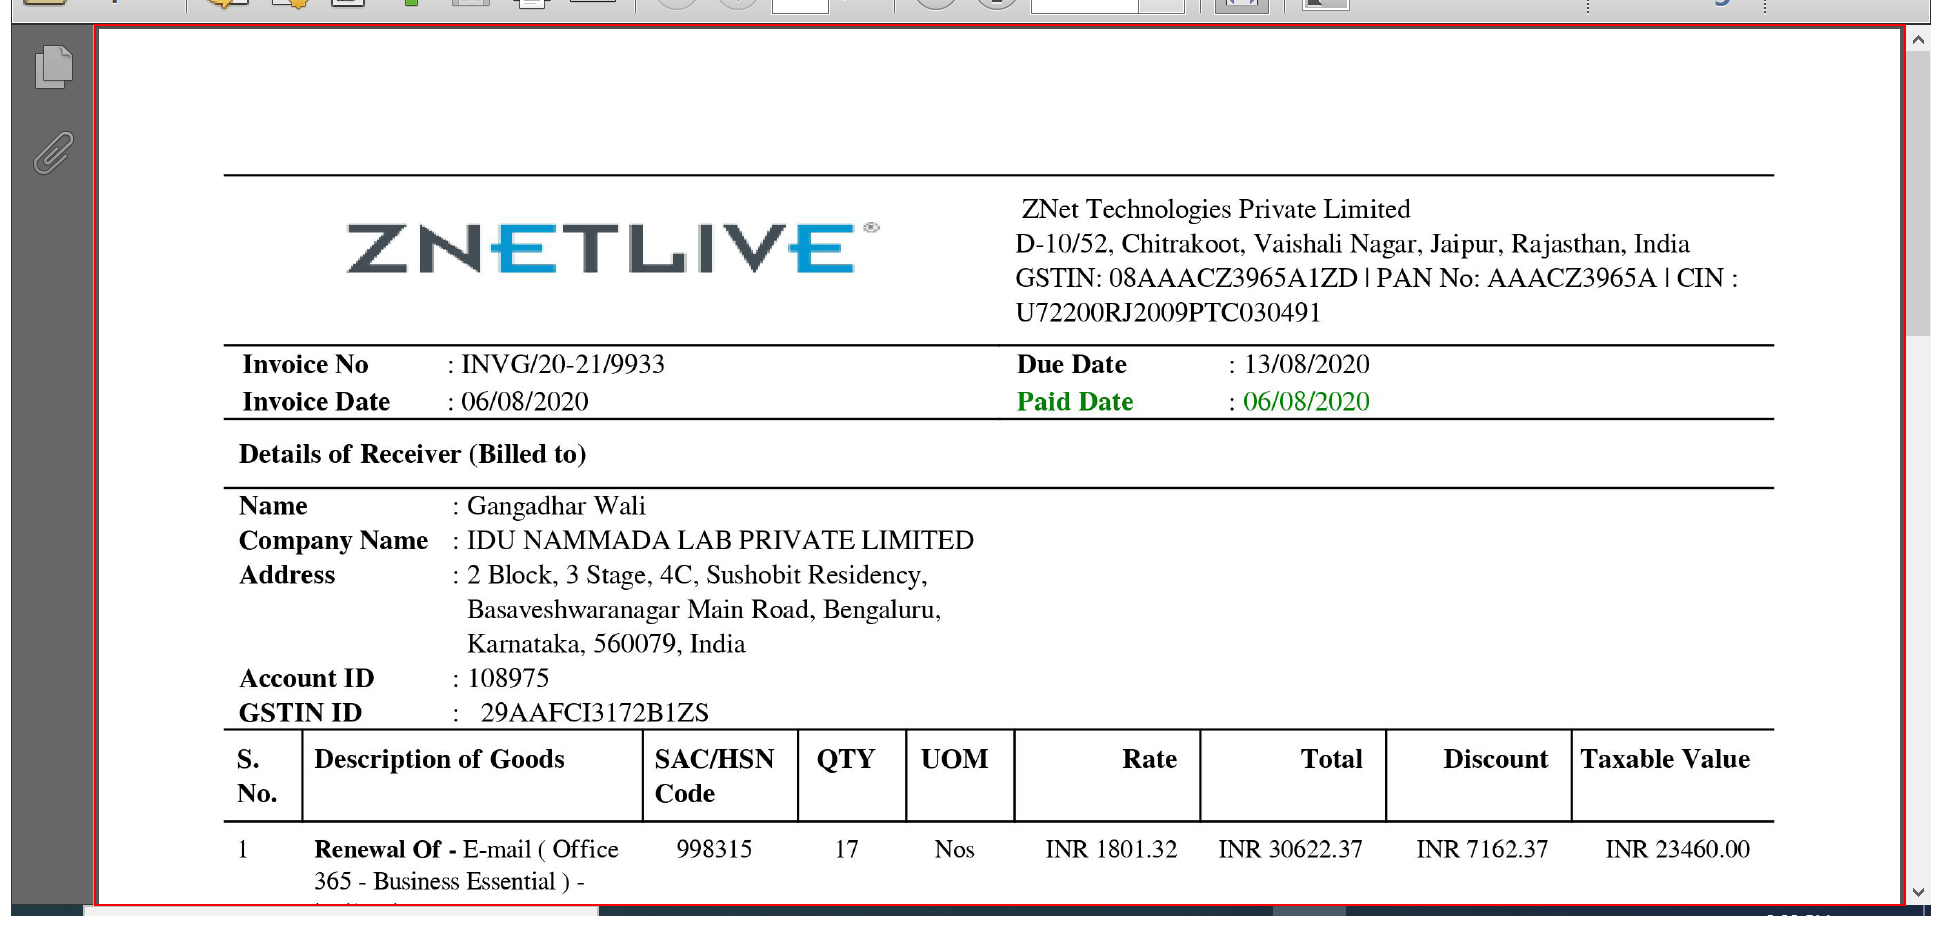 ZNETLIVE®
ZNet Technologies Private Limited
D-10/52, Chitrakoot, Vaishali Nagar, Jaipur, Rajasthan, India
GSTIN: 08AAACZ3965A1ZD | PAN No: AAACZ3965A | CIN :
U72200RJ2009PTC030491
Invoice No : INVG/20-21/9933 Due Date : 13/08/2020
Invoice Date : 06/08/2020 Paid Date : 06/08/2020
Details of Receiver (Billed to)
Name : Gangadhar Wali
Company Name : IDU NAMMADA LAB PRIVATE LIMITED
Address : 2 Block, 3 Stage, 4C, Sushobit Residency,
Basaveshwaranagar Main Road, Bengaluru,
Karnataka, 560079, India
Account ID : 108975
GSTIN ID : 29AAFCI3172B1ZS
S. Description of Goods SAC/HSN QTY UOM Rate Total Discount Taxable Value
No. Code
1 Renewal Of - E-mail ( Office 998315 17 Nos INR 1801.32 INR 30622.37 INR 7162.37 INR 23460.00
365 - Business Essential ) -